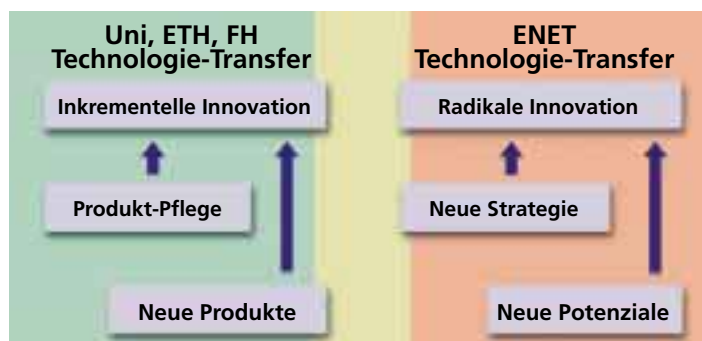 Uni, ETH, FH
Technologie-Transfer
Inkrementelle Innovation
Produkt-Pflege
Neue Produkte
ENET
Technologie-Transfer
Radikale Innovation
Neue Strategie
Neue Potenziale